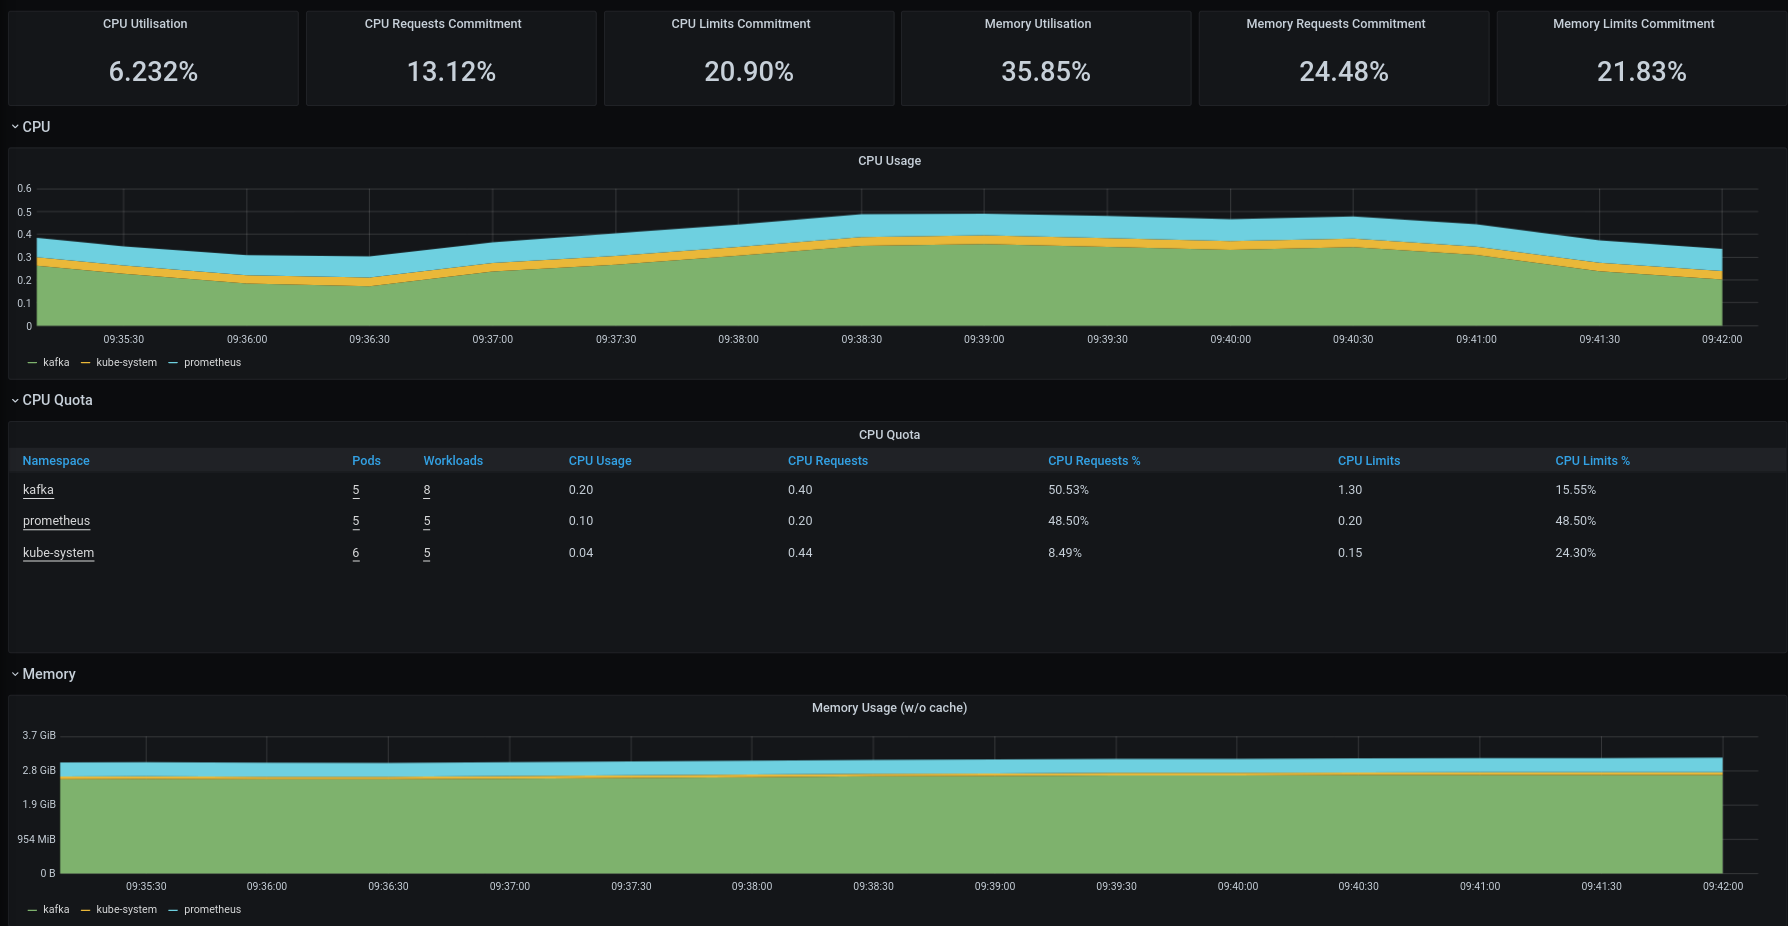 CPU Utilisation CPU Requests Commitment CPU Limits Commitment Memory Utilisation Memory Requests Commitment Memory Limits Commitment
6.232% 13.12% 20.90% 35.85% 24.48% 21.83%
CPU
CPU Usage
0.6
0.5
0.4
0.3
0.2
0.1
0
09:35:30 09:36:00 09:36:30 09:37:00 09:37:30 09:38:00 09:38:30 09:39:00 09:39:30 09:40:00 09:40:30 09:41:00 09:41:30 09:42:00
kafka kube-system prometheus
CPU Quota
CPU Quota
Namespace Pods Workloads CPU Usage CPU Requests CPU Requests % CPU Limits CPU Limits %
kafka 5 8 0.20 0.40 50.53% 1.30 15.55%
prometheus 5 5 0.10 0.20 48.50% 0.20 48.50%
kube-system 6 5 0.04 0.44 8.49% 0.15 24.30%
Memory
Memory Usage (w/o cache)
3.7 GiB
2.8 GiB
1.9 GiB
954 MiB
0 B
09:35:30 09:36:00 09:36:30 09:37:00 09:37:30 09:38:00 09:38:30 09:39:00 09:39:30 09:40:00 09:40:30 09:41:00 09:41:30 09:42:00
kafka kube-system prometheus